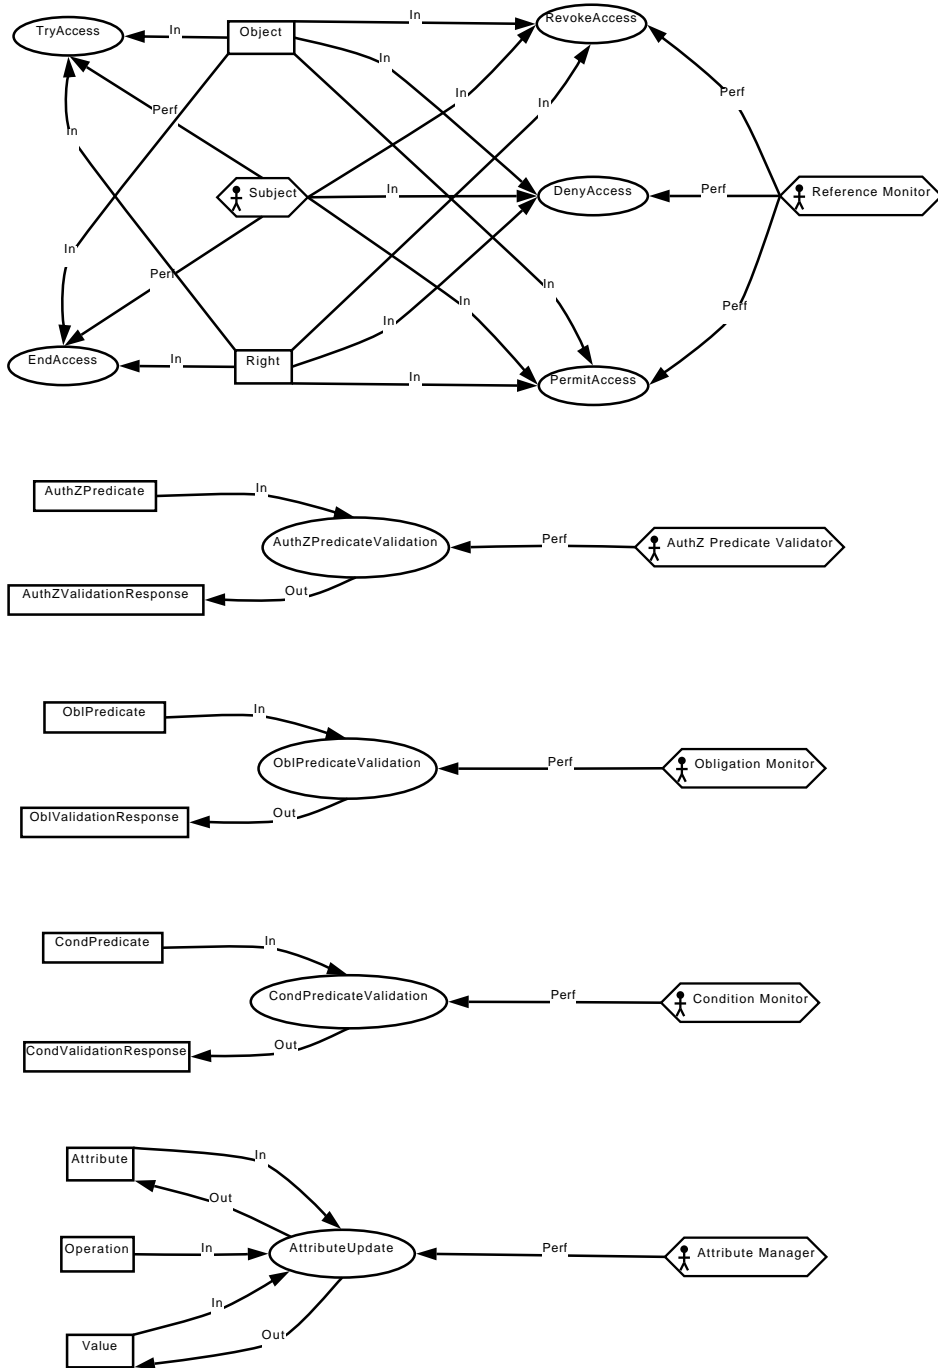 In
RevokeAccess
TryAccess
In
Object
In
Perf
In
Perf
In
In
In
Subject
In
DenyAccess
Perf
Reference Monitor
In
Perf
In
In
Perf
In
EndAccess
In
Right
In
PermitAccess
AuthZPredicate
In
AuthZPredicateValidation
Perf
AuthZ Predicate Validator
AuthZValidationResponse
Out
OblPredicate
In
OblPredicateValidation
Perf
Obligation Monitor
OblValidationResponse
Out
CondPredicate
In
CondPredicateValidation
Perf
Condition Monitor
CondValidationResponse
Out
Attribute
In
Out
Operation
In
AttributeUpdate
Perf
Attribute Manager
In
Value
Out